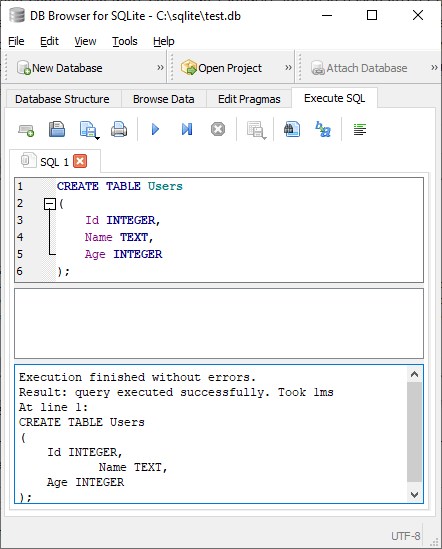 DB Browser for SQLite - C:\sqlite\test.db
File Edit View Tools Help
New Database » Open Project » Attach Database »
Database Structure Browse Data Edit Pragmas Execute SQL
SQL 1
1 CREATE TABLE Users
2 (
3 Id INTEGER,
4 Name TEXT,
5 Age INTEGER
6 );
Execution finished without errors.
Result: query executed successfully. Took 1ms
At line 1:
CREATE TABLE Users
(
Id INTEGER,
Name TEXT,
Age INTEGER
);
UTF-8